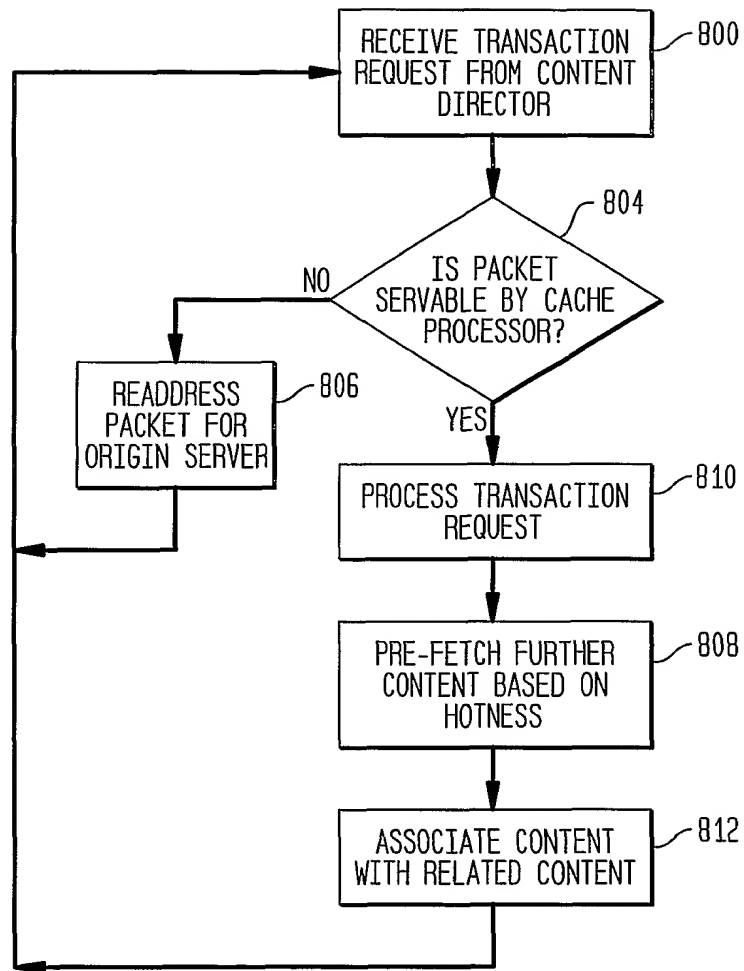 RECEIVE TRANSACTION
REQUEST FROM CONTENT
DIRECTOR
800
804
IS PACKET
SERVABLE BY CACHE
PROCESSOR?
NO
READDRESS
PACKET FOR
ORIGIN SERVER
806
YES
PROCESS TRANSACTION
REQUEST
810
PRE-FETCH FURTHER
CONTENT BASED ON
HOTNESS
808
ASSOCIATE CONTENT
WITH RELATED CONTENT
812